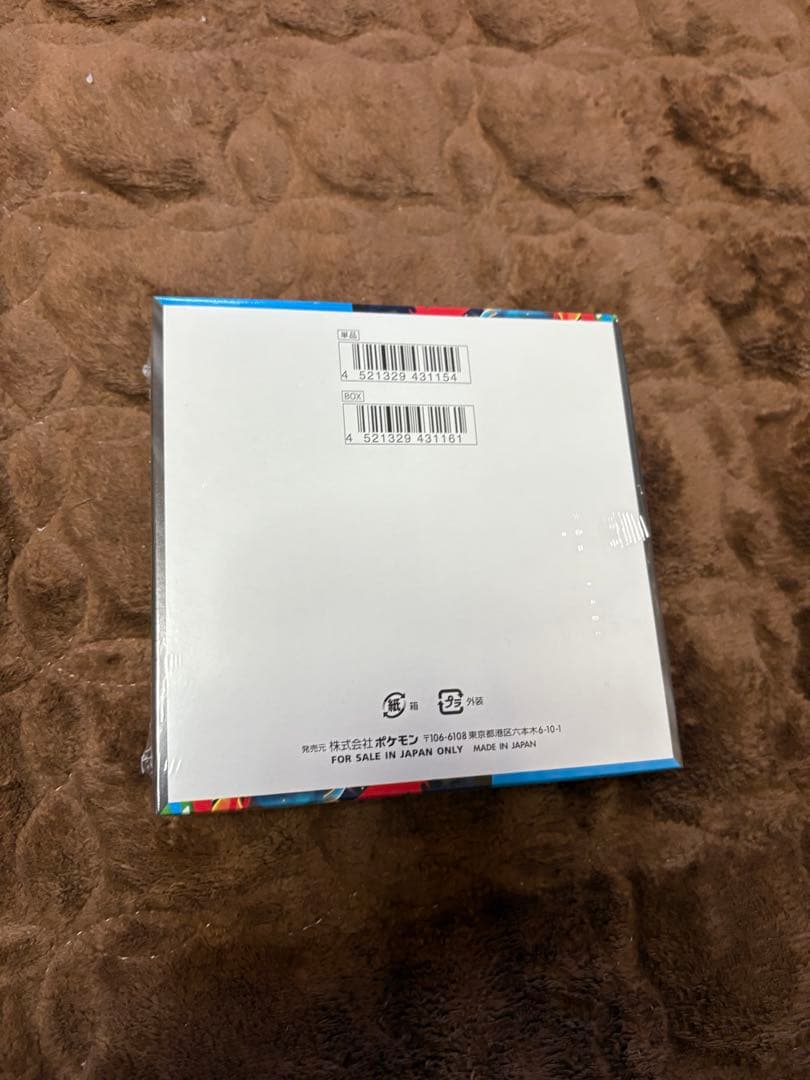 単品
4 521329 431154
BOX
4 521329 431161
紙 箱 プラ 外装
発売元 株式会社ポケモン 〒106-6108 東京都港区六本木6-10-1
FOR SALE IN JAPAN ONLY MADE IN JAPAN